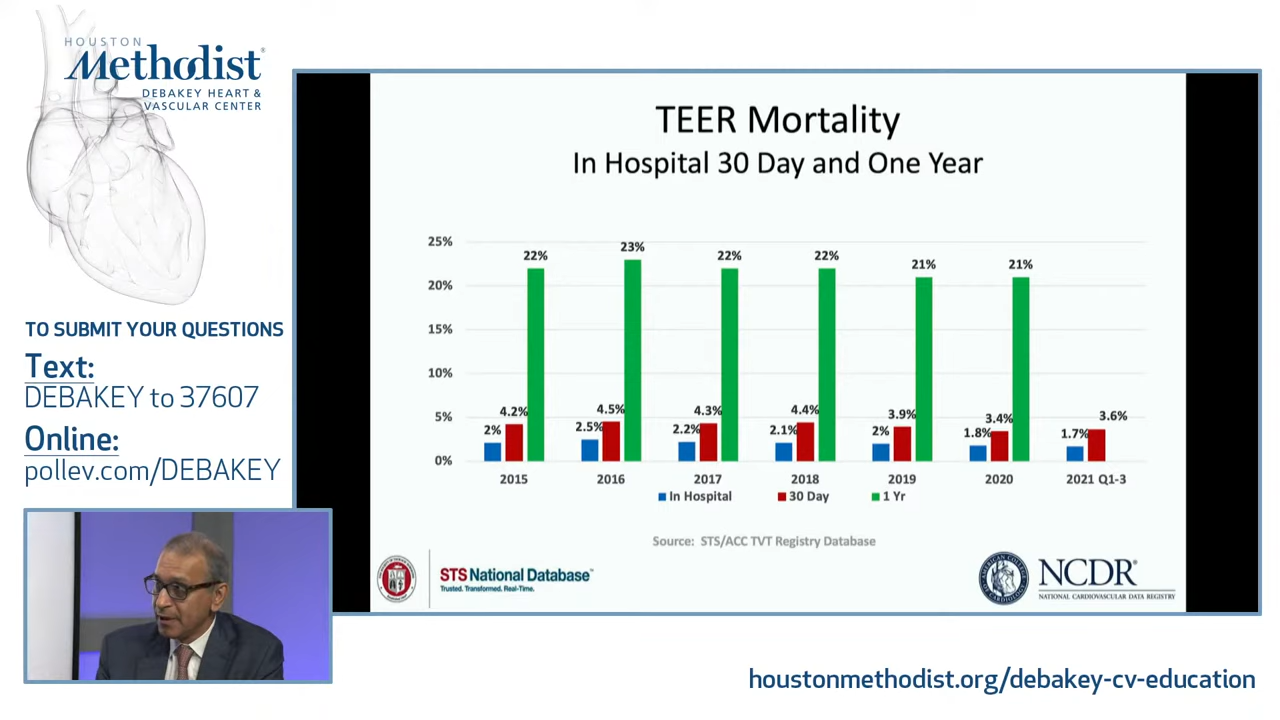 HOUSTON
Methodist®
DEBAKEY HEART &
VASCULAR CENTER
TO SUBMIT YOUR QUESTIONS
Text:
DEBAKEY to 37607
Online:
pollev.com/DEBAKEY
TEER Mortality
In Hospital 30 Day and One Year
25%
20%
15%
10%
5%
0%
2% 4.2% 22%
2.5% 4.5% 23%
2.2% 4.3% 22%
2.1% 4.4% 22%
2% 3.9% 21%
1.8% 3.4% 21%
1.7% 3.6%
2015 2016 2017 2018 2019 2020 2021 Q1-3
In Hospital 30 Day 1 Yr
Source: STS/ACC TVT Registry Database
STS National Database™
Trusted. Transformed. Real-Time.
AMERICAN COLLEGE OF CARDIOLOGY
NCDR®
NATIONAL CARDIOVASCULAR DATA REGISTRY
houstonmethodist.org/debakey-cv-education